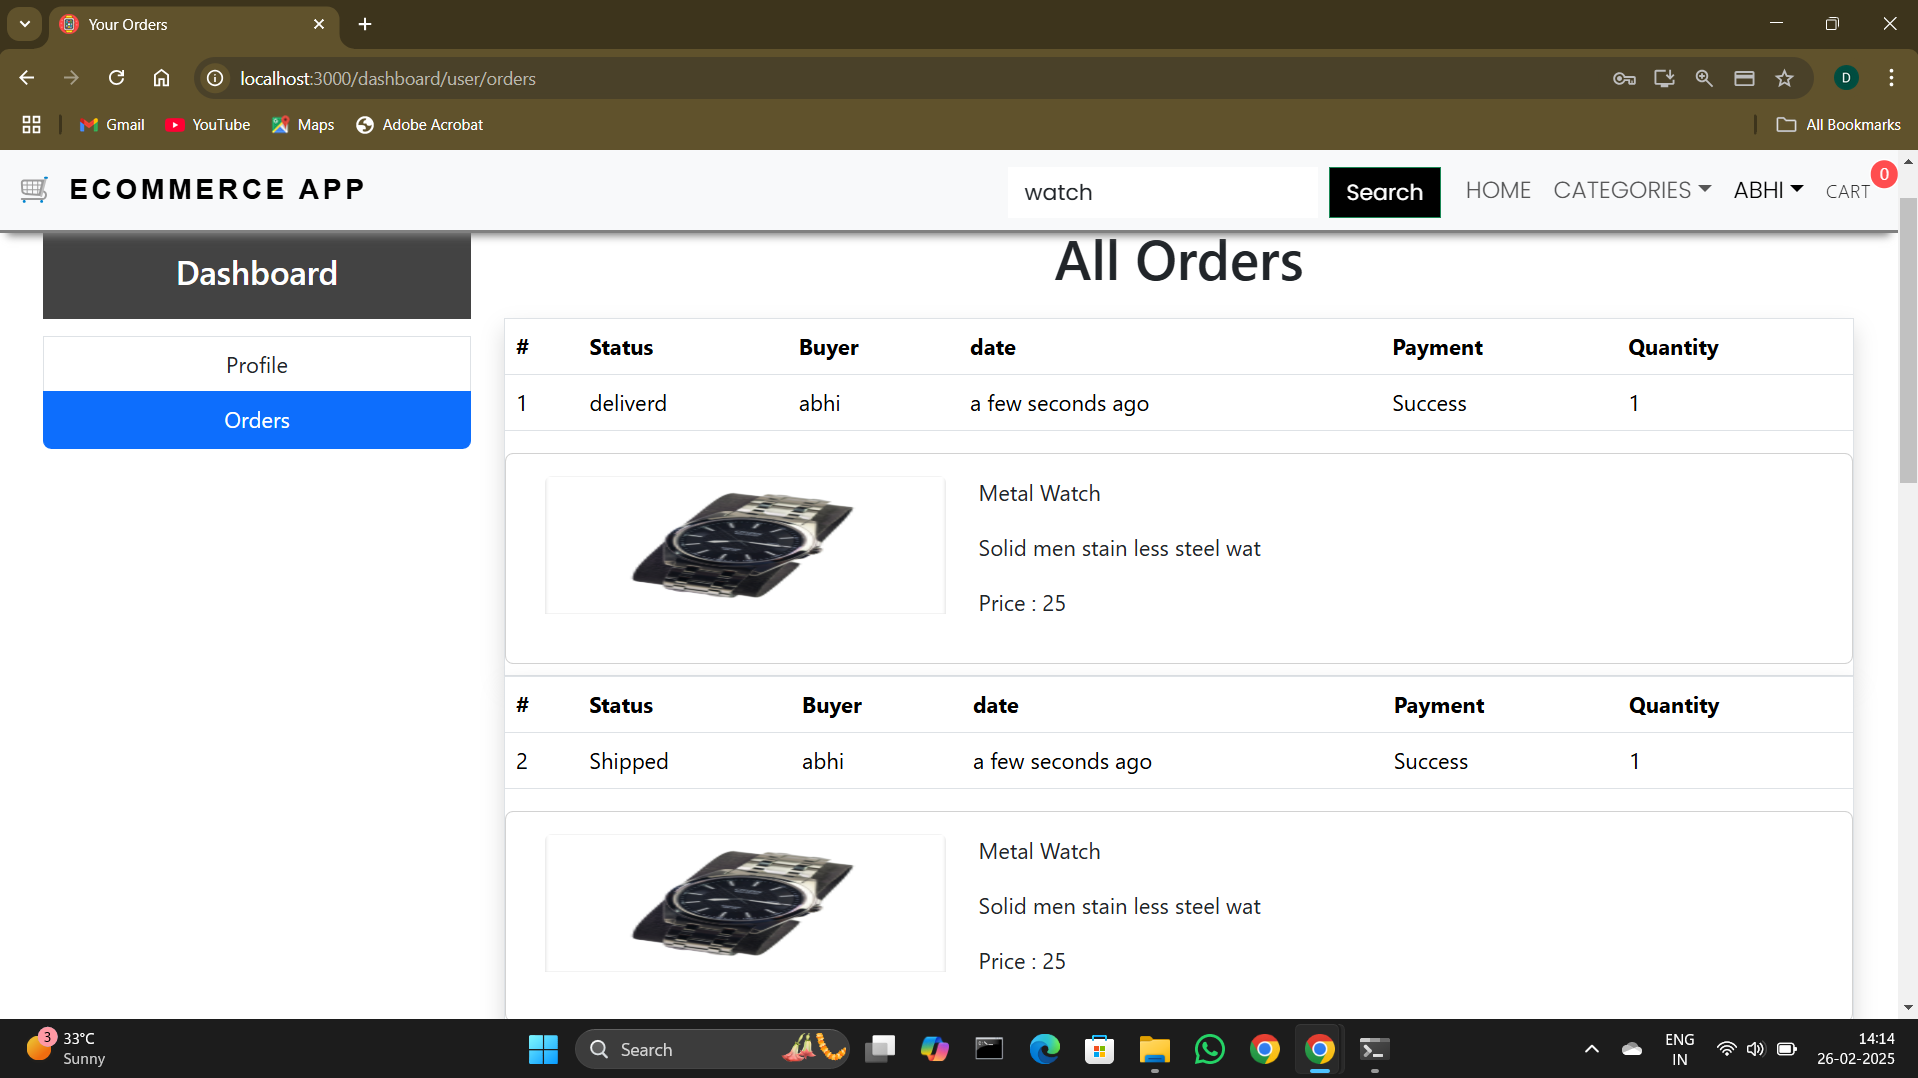 Your Orders
localhost:3000/dashboard/user/orders
D
Gmail YouTube Maps Adobe Acrobat All Bookmarks
ECOMMERCE APP watch Search HOME CATEGORIES ABHI CART 0
Dashboard
Profile
Orders
All Orders
# Status Buyer date Payment Quantity
1 deliverd abhi a few seconds ago Success 1
Metal Watch
Solid men stain less steel wat
Price : 25
# Status Buyer date Payment Quantity
2 Shipped abhi a few seconds ago Success 1
Metal Watch
Solid men stain less steel wat
Price : 25
3 33°C
Sunny
Search
ENG
IN
14:14
26-02-2025